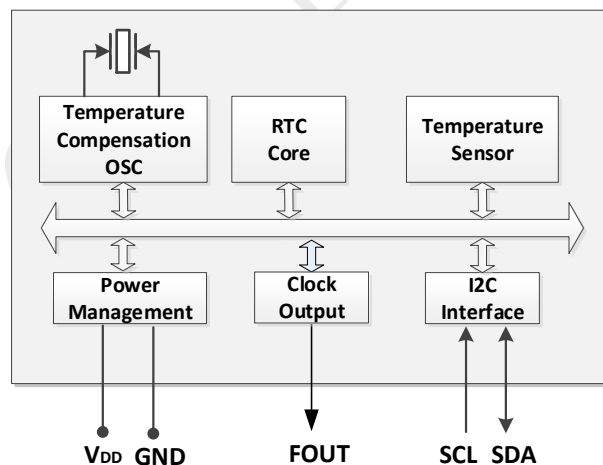 Temperature
Compensation
OSC
RTC
Core
Temperature
Sensor
Power
Management
Clock
Output
I2C
Interface
VDD
GND
FOUT
SCL
SDA